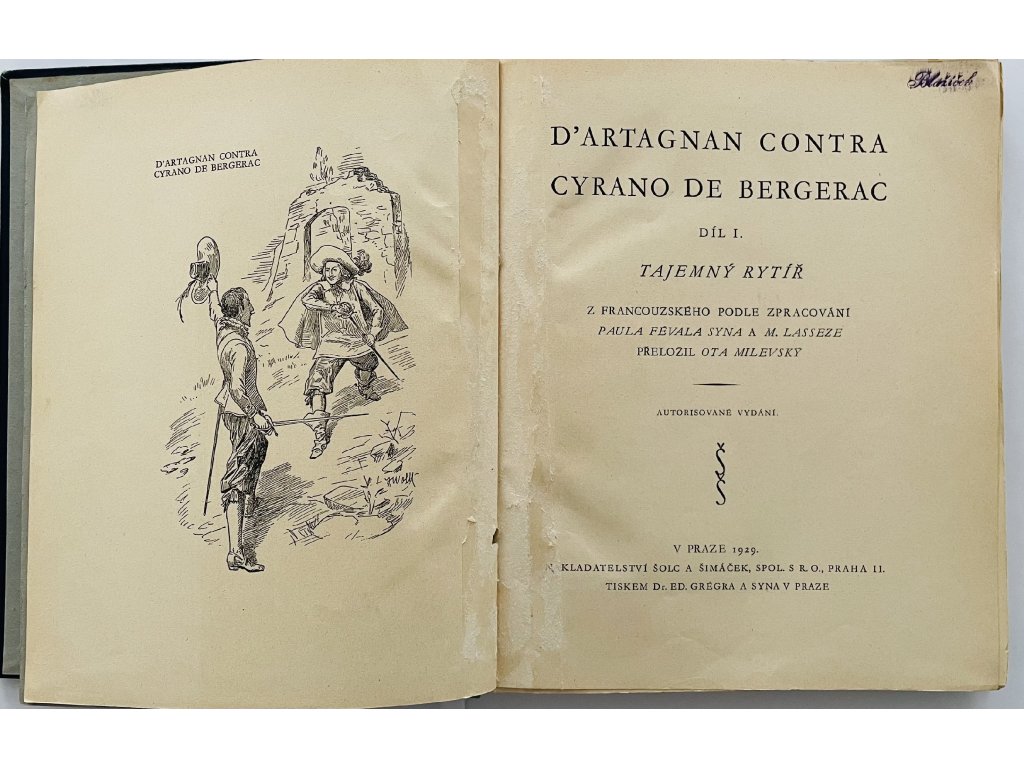 D'ARTAGNAN CONTRA
CYRANO DE BERGERAC
D'ARTAGNAN CONTRA
CYRANO DE BERGERAC
DÍL I.
TAJEMNÝ RYTÍŘ
Z FRANCOUZSKÉHO PODLE ZPRACOVÁNÍ
PAULA FÉVALA SYNA A M. LASSEZE
PŘELOŽIL OTA MILEVSKÝ
AUTORISOVANÉ VYDÁNÍ.
V PRAZE 1929.
KLADATELSTVÍ ŠOLC A ŠIMÁČEK, SPOL. S R. O., PRAHA II.
TISKEM Dr. ED. GRÉGRA A SYNA V PRAZE